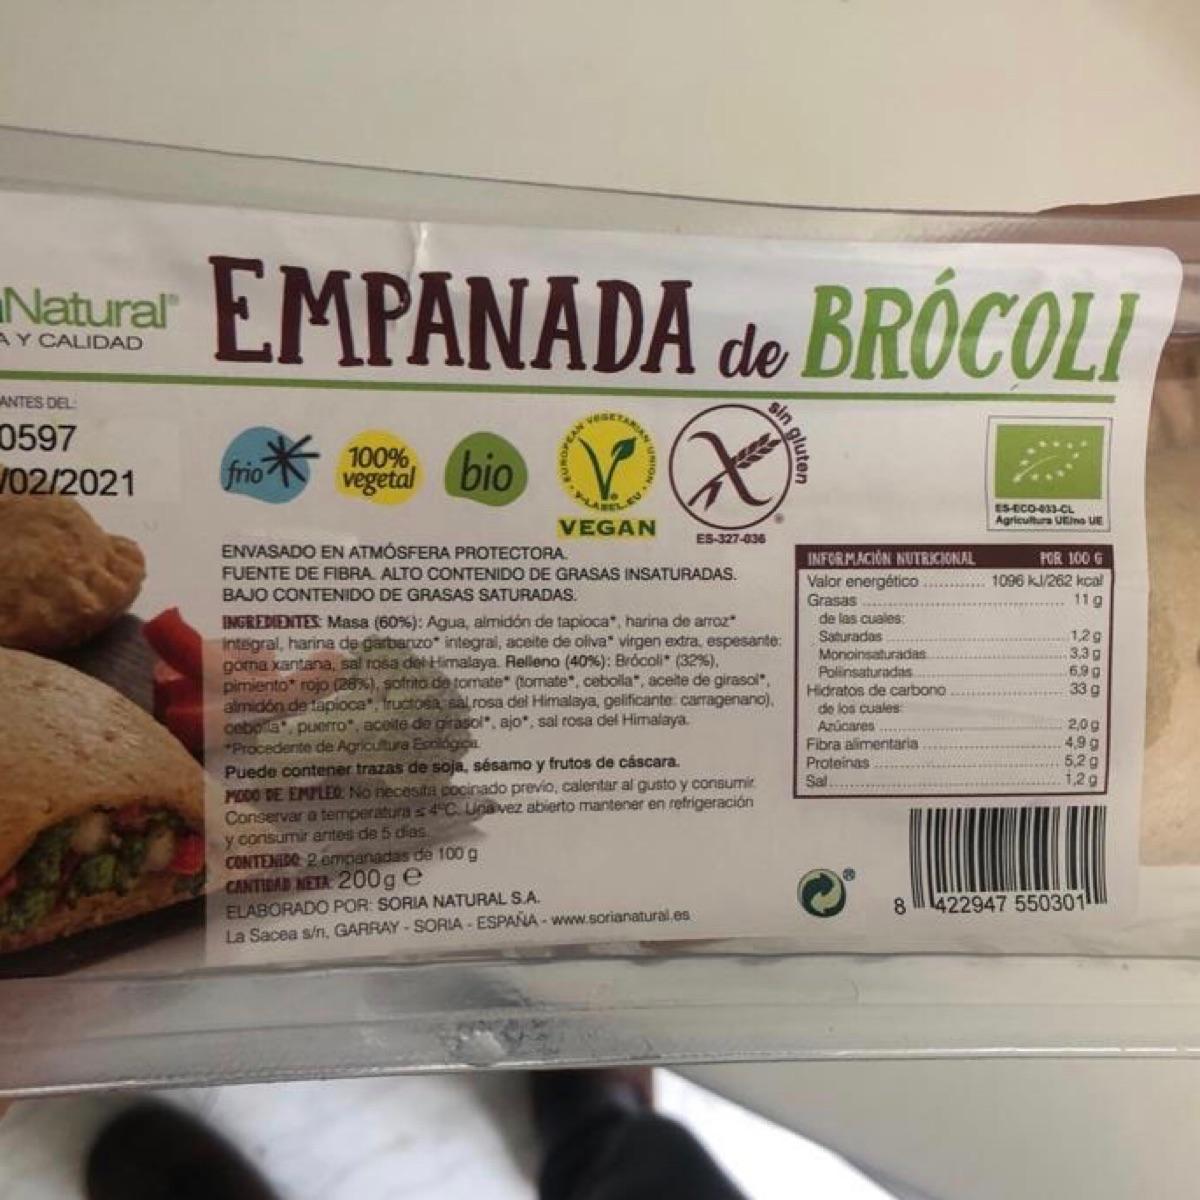 Natural®
A Y CALIDAD
EMPANADA de BRÓCOLI
ANTES DEL:
0597
/02/2021
frio
100%
vegetal
bio
EUROPEAN VEGETARIAN UNION
V-LABEL.EU
VEGAN
sin gluten
ES-327-036
ES-ECO-033-CL
Agricultura UE/no UE
ENVASADO EN ATMÓSFERA PROTECTORA.
FUENTE DE FIBRA. ALTO CONTENIDO DE GRASAS INSATURADAS.
BAJO CONTENIDO DE GRASAS SATURADAS.
INGREDIENTES: Masa (60%): Agua, almidón de tapioca*, harina de arroz*
integral, harina de garbanzo* integral, aceite de oliva* virgen extra, espesante:
goma xantana, sal rosa del Himalaya. Relleno (40%): Brócoli* (32%),
pimiento* rojo (28%), sofrito de tomate* (tomate*, cebolla*, aceite de girasol*,
almidón de tapioca*, fructosa, sal rosa del Himalaya, gelificante: carragenano),
cebolla*, puerro*, aceite de girasol*, ajo*, sal rosa del Himalaya.
*Procedente de Agricultura Ecológica.
Puede contener trazas de soja, sésamo y frutos de cáscara.
MODO DE EMPLEO: No necesita cocinado previo, calentar al gusto y consumir.
Conservar a temperatura ≤ 4°C. Una vez abierto mantener en refrigeración
y consumir antes de 5 días.
CONTENIDO: 2 empanadas de 100 g
CANTIDAD NETA: 200g e
ELABORADO POR: SORIA NATURAL S.A.
La Sacea s/n, GARRAY - SORIA - ESPAÑA - www.sorianatural.es
INFORMACIÓN NUTRICIONAL POR 100 G
Valor energético ............ 1096 kJ/262 kcal
Grasas ............ 11 g
de las cuales:
Saturadas ............ 1,2 g
Monoinsaturadas ............ 3,3 g
Poliinsaturadas ............ 6,9 g
Hidratos de carbono ............ 33 g
de los cuales:
Azúcares ............ 2,0 g
Fibra alimentaria ............ 4,9 g
Proteínas ............ 5,2 g
Sal ............ 1,2 g
®
8 422947 550301